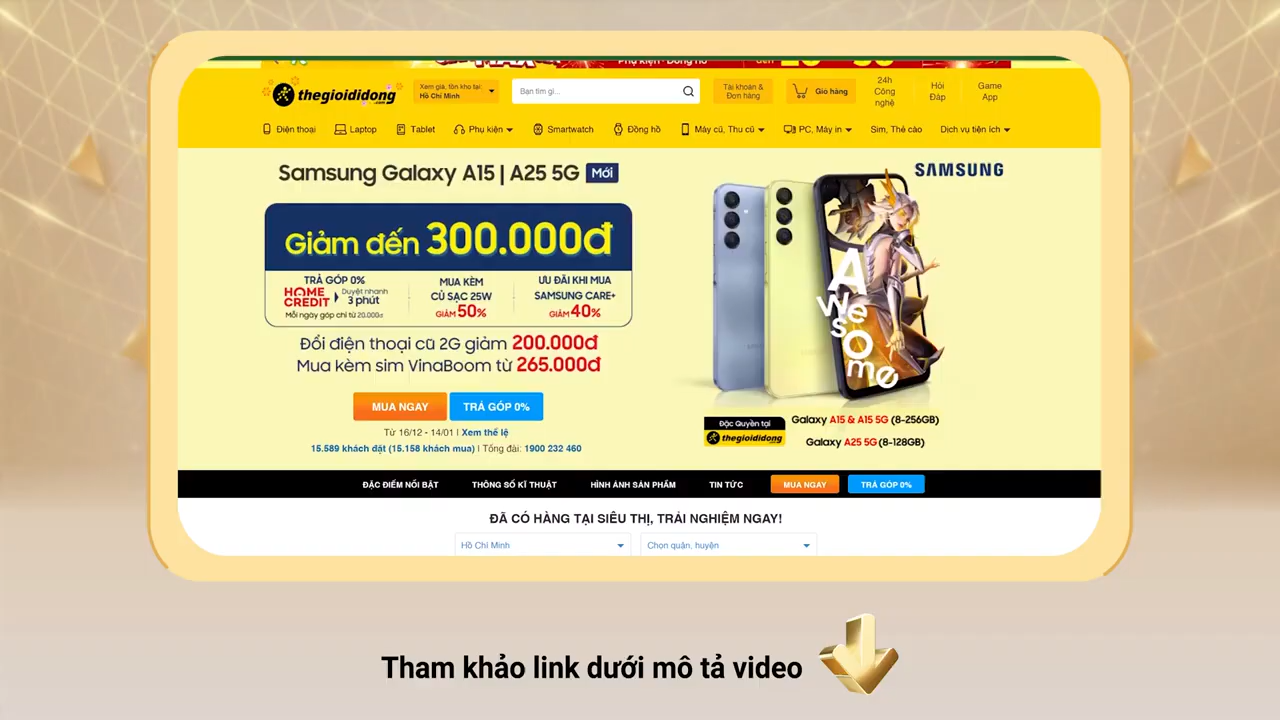 Phụ kiện - Đồng hồ
thegioididong
.com
Xem giá, tồn kho tại:
Hồ Chí Minh
Bạn tìm gì...
Tài khoản &
Đơn hàng
Giỏ hàng
24h
Công
nghệ
Hỏi
Đáp
Game
App
Điện thoại
Laptop
Tablet
Phụ kiện
Smartwatch
Đồng hồ
Máy cũ, Thu cũ
PC, Máy in
Sim, Thẻ cào
Dịch vụ tiện ích
Samsung Galaxy A15 | A25 5G Mới
Giảm đến 300.000đ
TRẢ GÓP 0%
HOME
CREDIT
Duyệt nhanh
3 phút
Mỗi ngày góp chỉ từ 20.000đ
MUA KÈM
CỦ SẠC 25W
GIẢM 50%
ƯU ĐÃI KHI MUA
SAMSUNG CARE+
GIẢM 40%
Đổi điện thoại cũ 2G giảm 200.000đ
Mua kèm sim VinaBoom từ 265.000đ
MUA NGAY
TRẢ GÓP 0%
Từ 16/12 - 14/01 | Xem thể lệ
15.589 khách đặt (15.158 khách mua) | Tổng đài: 1900 232 460
SAMSUNG
Awesome
Đặc Quyền tại
thegioididong
.com
Galaxy A15 & A15 5G (8-256GB)
Galaxy A25 5G (8-128GB)
ĐẶC ĐIỂM NỔI BẬT
THÔNG SỐ KĨ THUẬT
HÌNH ẢNH SẢN PHẨM
TIN TỨC
MUA NGAY
TRẢ GÓP 0%
ĐÃ CÓ HÀNG TẠI SIÊU THỊ, TRẢI NGHIỆM NGAY!
Hồ Chí Minh
Chọn quận, huyện
Tham khảo link dưới mô tả video